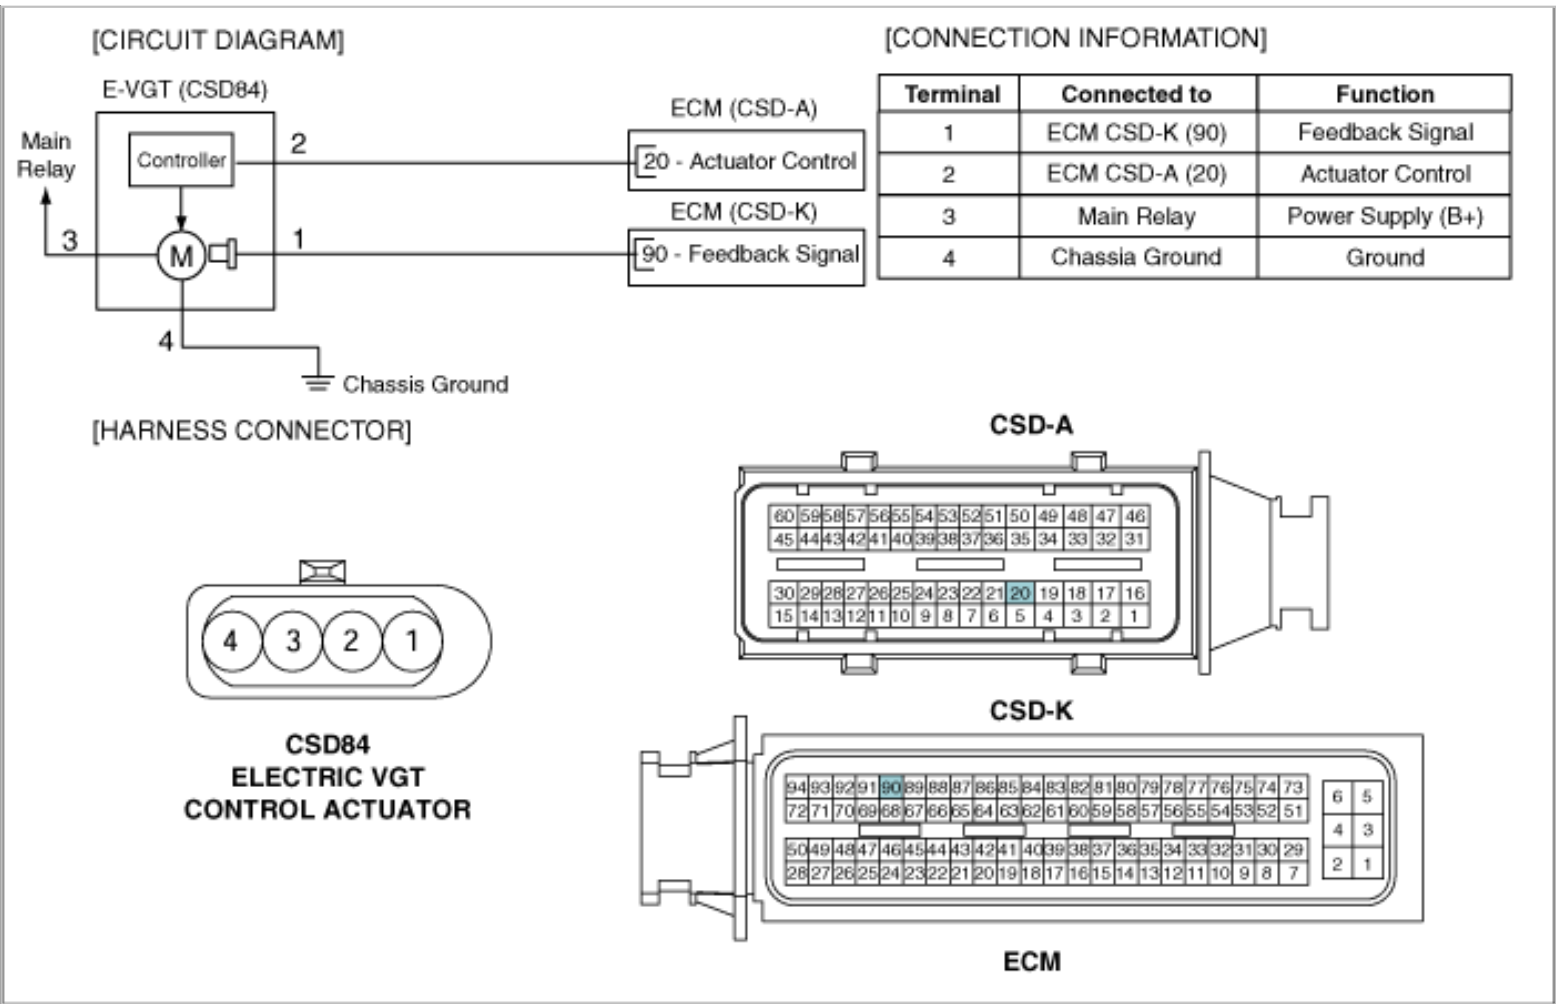 [CIRCUIT DIAGRAM]
E-VGT (CSD84)
Main
Relay
Controller
M
2
3
1
4
Chassis Ground
ECM (CSD-A)
20 - Actuator Control
ECM (CSD-K)
90 - Feedback Signal
[CONNECTION INFORMATION]
Terminal Connected to Function
1 ECM CSD-K (90) Feedback Signal
2 ECM CSD-A (20) Actuator Control
3 Main Relay Power Supply (B+)
4 Chassia Ground Ground
[HARNESS CONNECTOR]
4 3 2 1
CSD84
ELECTRIC VGT
CONTROL ACTUATOR
CSD-A
60 59 58 57 56 55 54 53 52 51 50 49 48 47 46
45 44 43 42 41 40 39 38 37 36 35 34 33 32 31
30 29 28 27 26 25 24 23 22 21 20 19 18 17 16
15 14 13 12 11 10 9 8 7 6 5 4 3 2 1
CSD-K
94 93 92 91 90 89 88 87 86 85 84 83 82 81 80 79 78 77 76 75 74 73
72 71 70 69 68 67 66 65 64 63 62 61 60 59 58 57 56 55 54 53 52 51
50 49 48 47 46 45 44 43 42 41 40 39 38 37 36 35 34 33 32 31 30 29
28 27 26 25 24 23 22 21 20 19 18 17 16 15 14 13 12 11 10 9 8 7
6 5
4 3
2 1
ECM